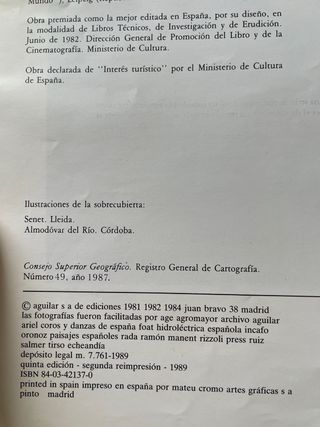 Mundo"), Leipzig
Obra premiada como la mejor editada en España, por su diseño, en
la modalidad de Libros Técnicos, de Investigación y de Erudición.
Junio de 1982. Dirección General de Promoción del Libro y de la
Cinematografía. Ministerio de Cultura.
Obra declarada de "Interés turístico" por el Ministerio de Cultura
de España.
Ilustraciones de la sobrecubierta:
Senet. Lleida.
Almodóvar del Río. Córdoba.
Consejo Superior Geográfico. Registro General de Cartografía.
Número 49, año 1987.
© aguilar s a de ediciones 1981 1982 1984 juan bravo 38 madrid
las fotografías fueron facilitadas por age agromayor archivo aguilar
ariel coros y danzas de españa foat hidroléctrica española incafo
oronoz paisajes españoles rada ramón manent rizzoli press ruiz
salmer tirso echeandía
depósito legal m. 7.761-1989
quinta edición - segunda reimpresión - 1989
ISBN 84-03-42137-0
printed in spain impreso en españa por mateu cromo artes gráficas s a
pinto madrid